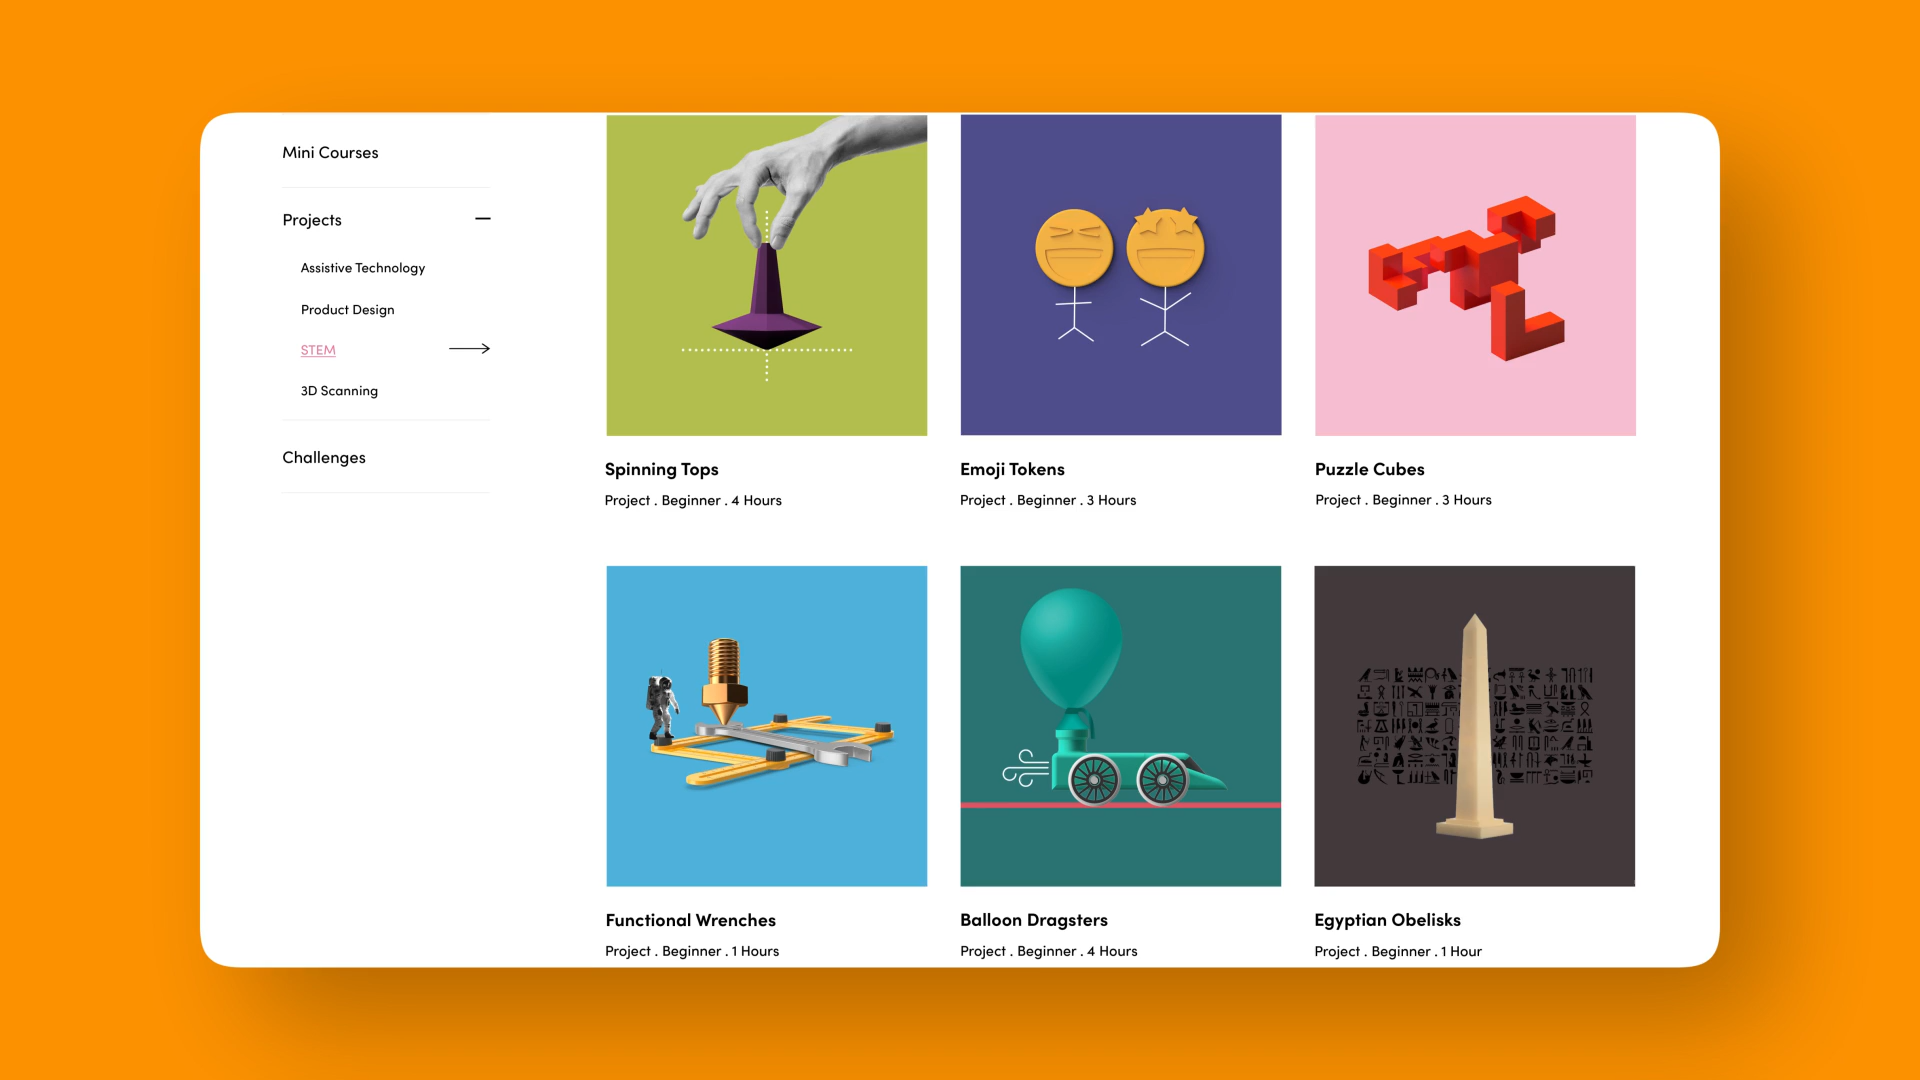 Mini Courses
Projects
Assistive Technology
Product Design
STEM
3D Scanning
Challenges
Spinning Tops
Project . Beginner . 4 Hours
Emoji Tokens
Project . Beginner . 3 Hours
Puzzle Cubes
Project . Beginner . 3 Hours
Functional Wrenches
Project . Beginner . 1 Hours
Balloon Dragsters
Project . Beginner . 4 Hours
Egyptian Obelisks
Project . Beginner . 1 Hour